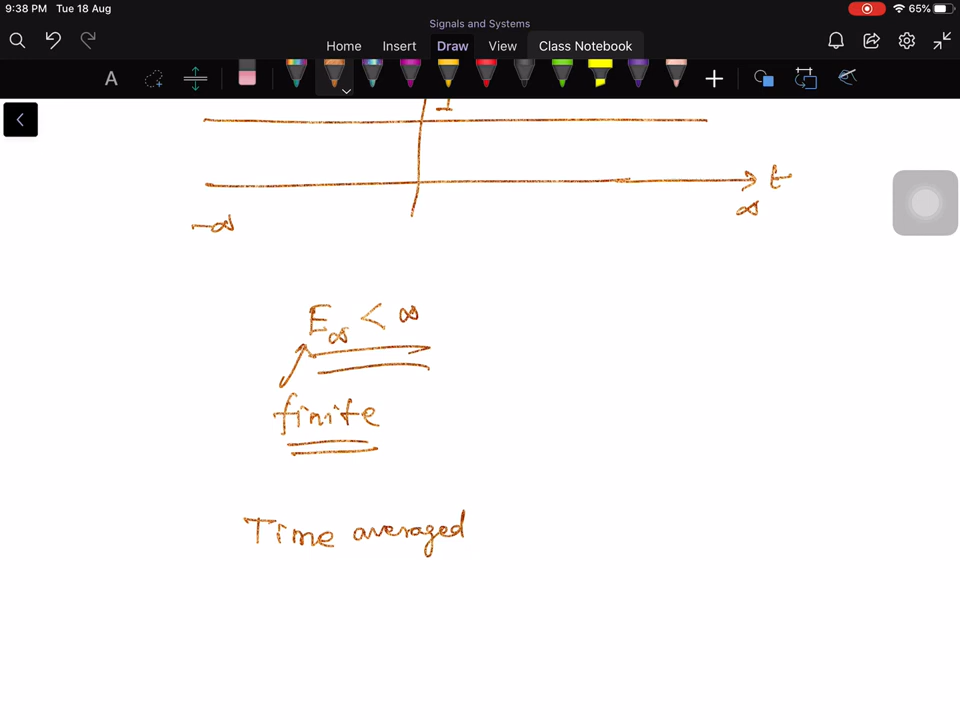 9:38 PM Tue 18 Aug
65%
Signals and Systems
Home Insert Draw View Class Notebook
A
1
t
-∞
∞
E∞ < ∞
finite
Time averaged